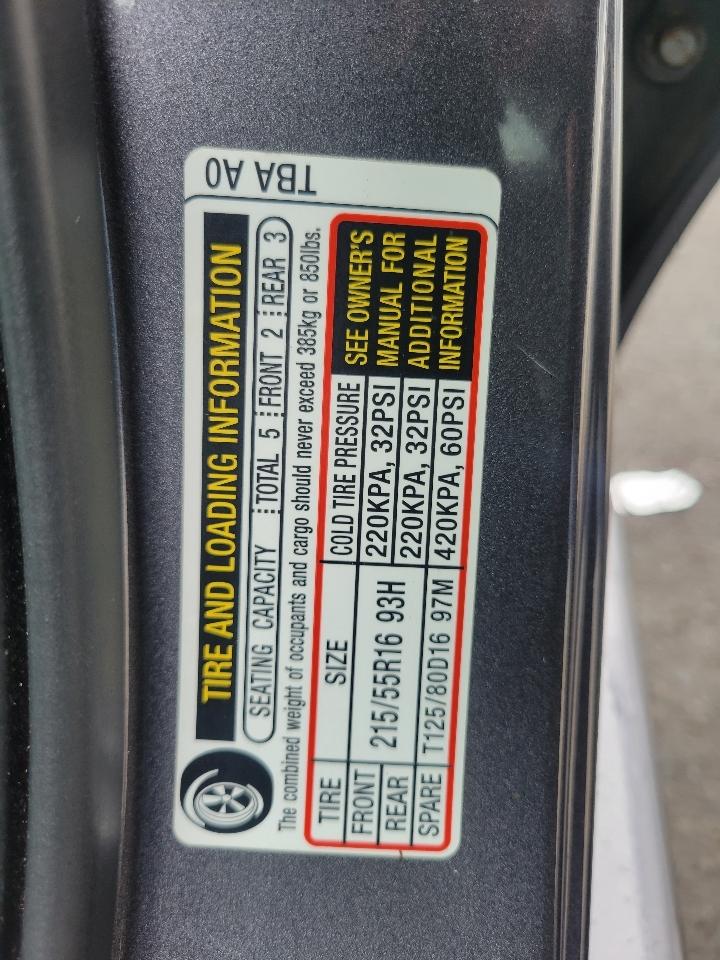 TIRE AND LOADING INFORMATION
SEATING CAPACITY TOTAL 5 FRONT 2 REAR 3
The combined weight of occupants and cargo should never exceed 385kg or 850lbs.
TIRE SIZE COLD TIRE PRESSURE SEE OWNER'S
FRONT 215/55R16 93H 220KPA, 32PSI MANUAL FOR
REAR 220KPA, 32PSI ADDITIONAL
SPARE T125/80D16 97M 420KPA, 60PSI INFORMATION
TBA A0